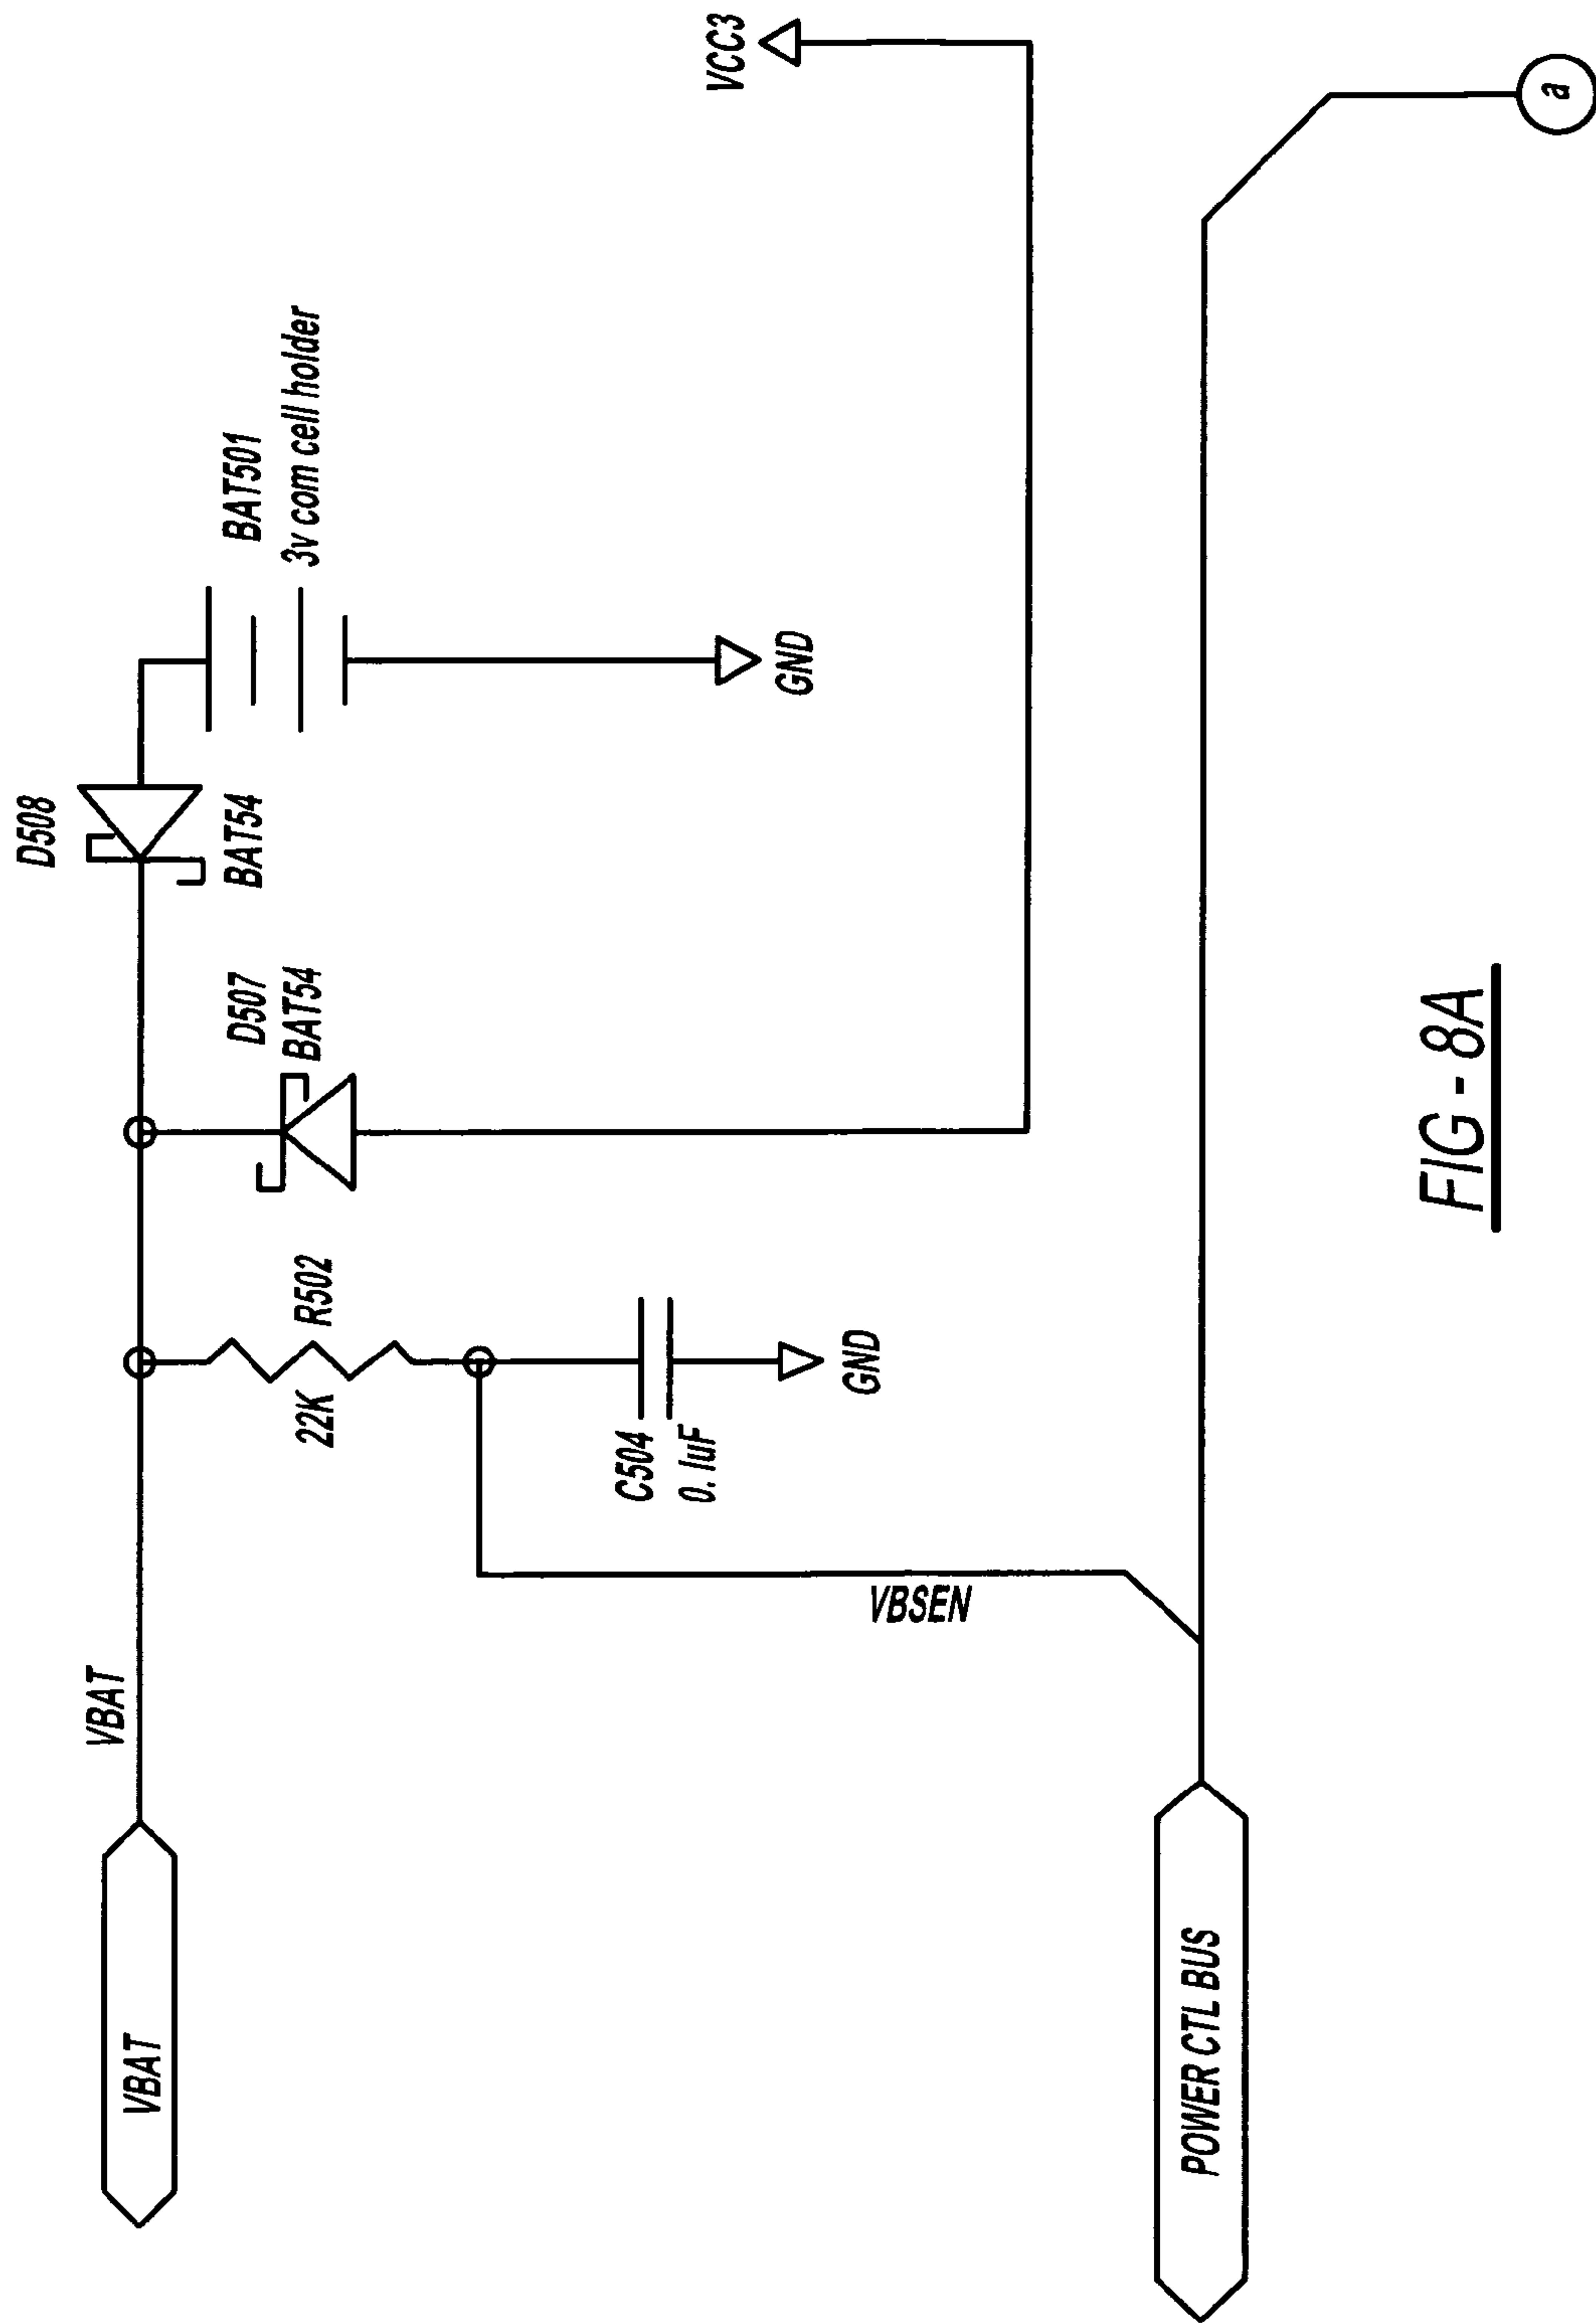 VBAT
VBAT
D508
BAT54
BAT501
3v com cell holder
GND
D507
BAT54
R502
22K
C504
0.1uF
GND
VCC3
VBSEN
POWER CTL BUS
a
FIG - 8A